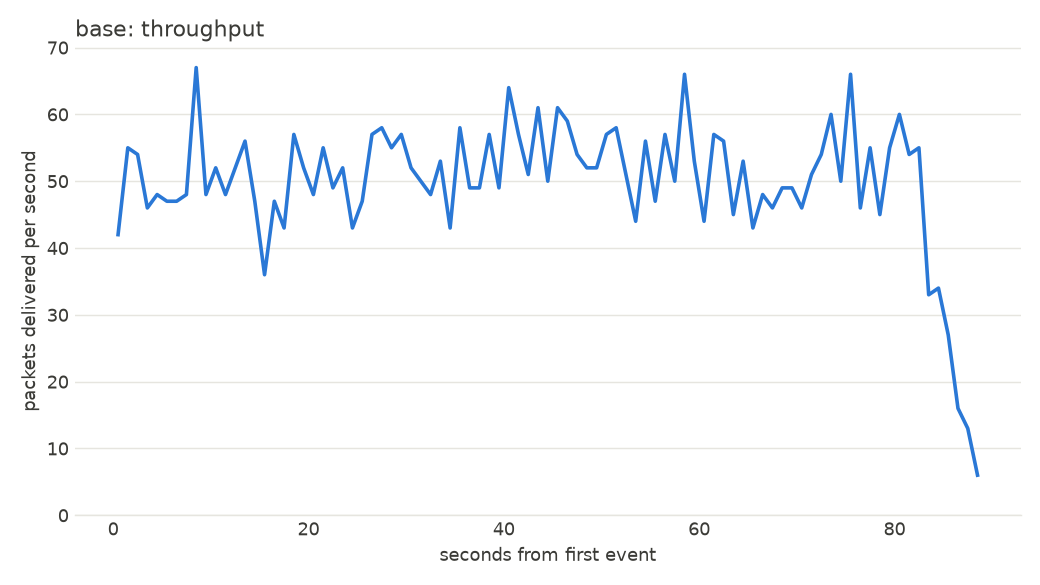 base: throughput
packets delivered per second
70
60
50
40
30
20
10
0
0 20 40 60 80
seconds from first event